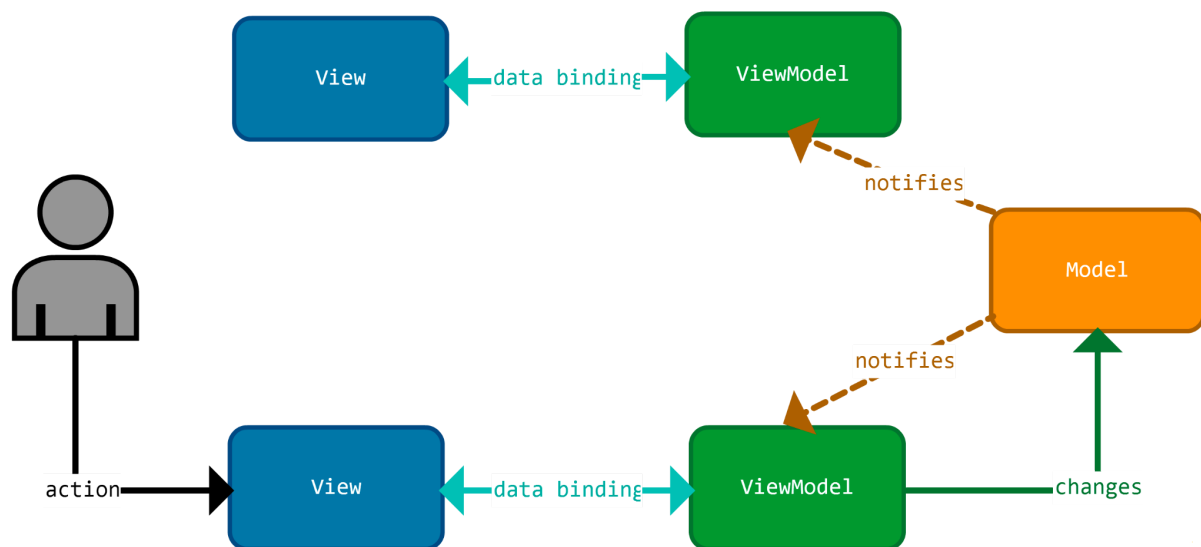 View
data binding
ViewModel
notifies
Model
notifies
action
View
data binding
ViewModel
changes